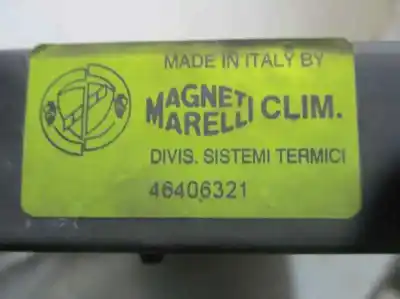 MADE IN ITALY BY
MAGNETI MARELLI CLIM.
DIVIS. SISTEMI TERMICI
46406321